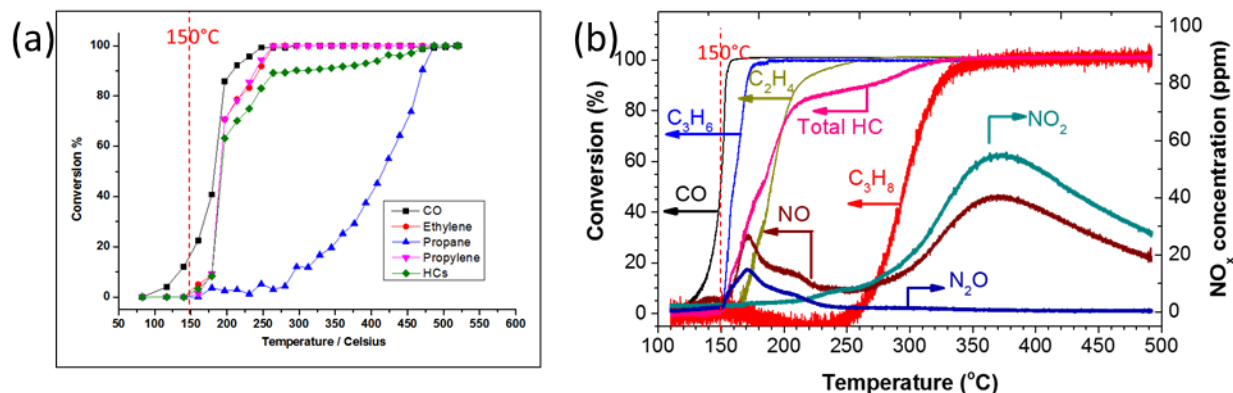 (a)
150°C
100
80
60
40
20
0
Conversion %
50 100 150 200 250 300 350 400 450 500 550 600
Temperature / Celsius
CO
Ethylene
Propane
Propylene
HCs
(b)
150°C
100
80
60
40
20
0
Conversion (%)
C₂H₄
C₃H₆
Total HC
NO₂
C₃H₈
CO
NO
N₂O
100
80
60
40
20
0
NOₓ concentration (ppm)
100 150 200 250 300 350 400 450 500
Temperature (°C)